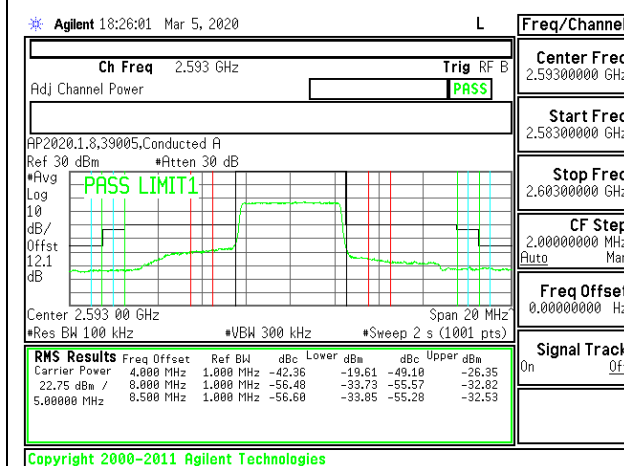 Agilent 18:26:01 Mar 5, 2020 L
Freq/Channel
Ch Freq 2.593 GHz Trig RF B
Adj Channel Power PASS
Center Freq
2.59300000 GHz
Start Freq
2.58300000 GHz
AP2020.1.8,39005,Conducted A
Ref 30 dBm #Atten 30 dB
#Avg
Log
10
dB/
Offst
12.1
dB
PASS LIMIT1
Stop Freq
2.60300000 GHz
CF Step
2.00000000 MHz
Auto Man
Center 2.593 00 GHz Span 20 MHz
#Res BW 100 kHz #VBW 300 kHz #Sweep 2 s (1001 pts)
Freq Offset
0.00000000 Hz
RMS Results Freq Offset Ref BW dBc Lower dBm dBc Upper dBm
Carrier Power 4.000 MHz 1.000 MHz -42.36 -19.61 -49.10 -26.35
22.75 dBm / 8.000 MHz 1.000 MHz -56.48 -33.73 -55.57 -32.82
5.00000 MHz 8.500 MHz 1.000 MHz -56.60 -33.85 -55.28 -32.53
Signal Track
On Off
Copyright 2000-2011 Agilent Technologies